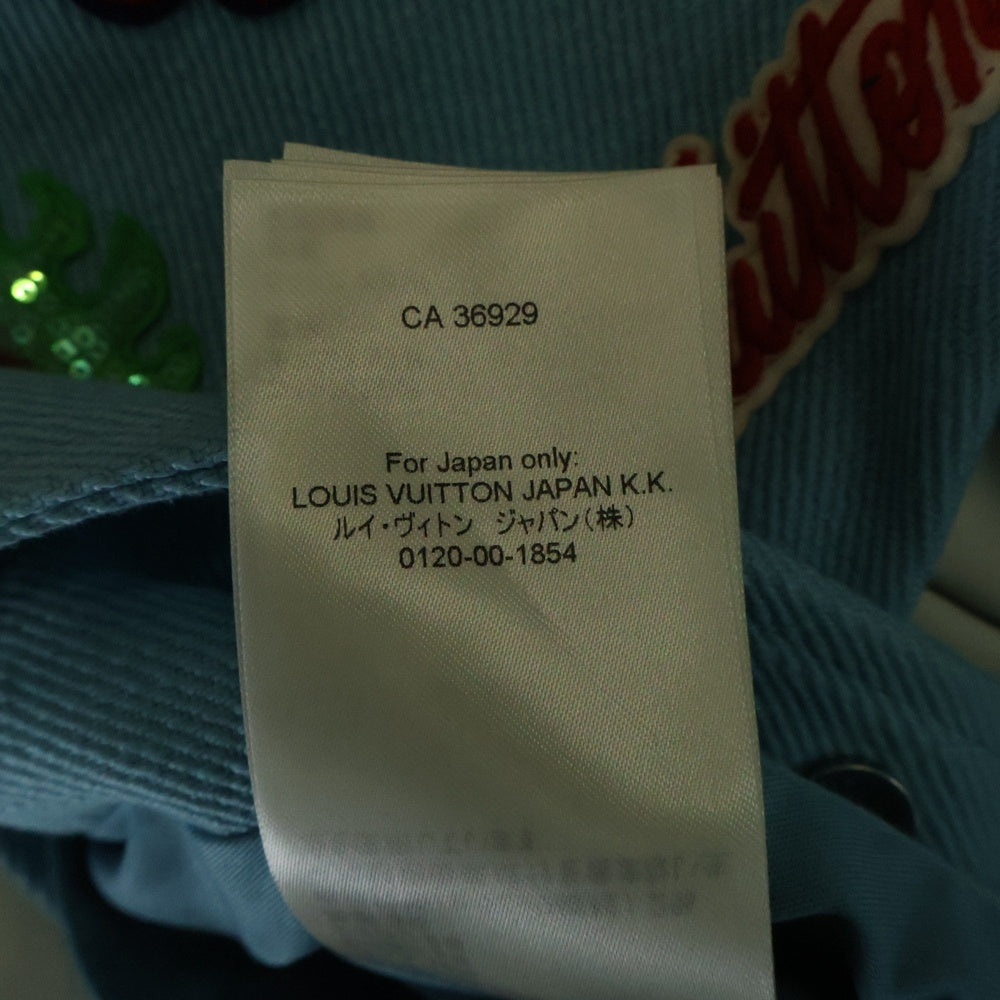 uitton
CA 36929
For Japan only:
LOUIS VUITTON JAPAN K.K.
ルイ・ヴィトン ジャパン(株)
0120-00-1854